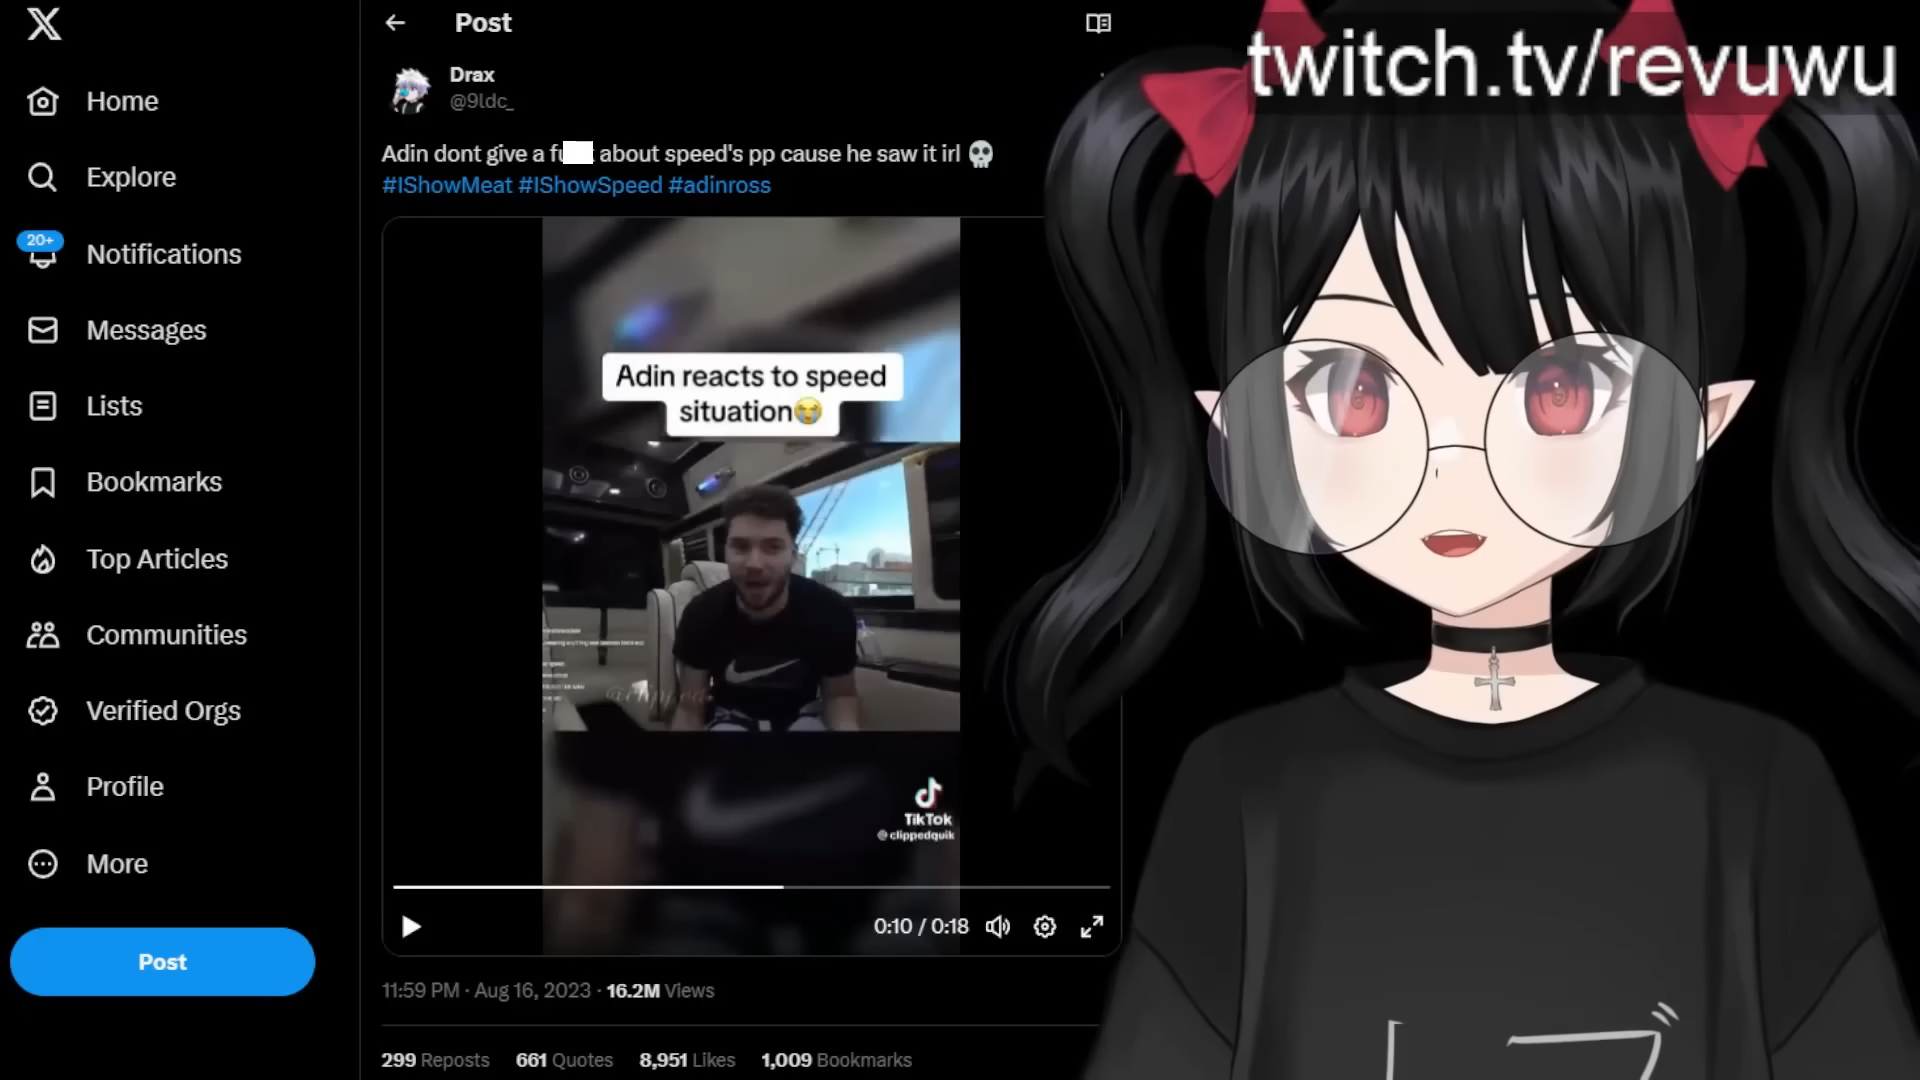 Post
twitch.tv/revuwu
Drax
@9ldc_
Home
Adin dont give a f about speed's pp cause he saw it irl 💀
Explore
#IShowMeat #IShowSpeed #adinross
20+
Notifications
Messages
Adin reacts to speed
situation😭
Lists
Bookmarks
Top Articles
Communities
Verified Orgs
Profile
TikTok
@clippedquik
More
0:10 / 0:18
Post
11:59 PM · Aug 16, 2023 · 16.2M Views
299 Reposts 661 Quotes 8,951 Likes 1,009 Bookmarks